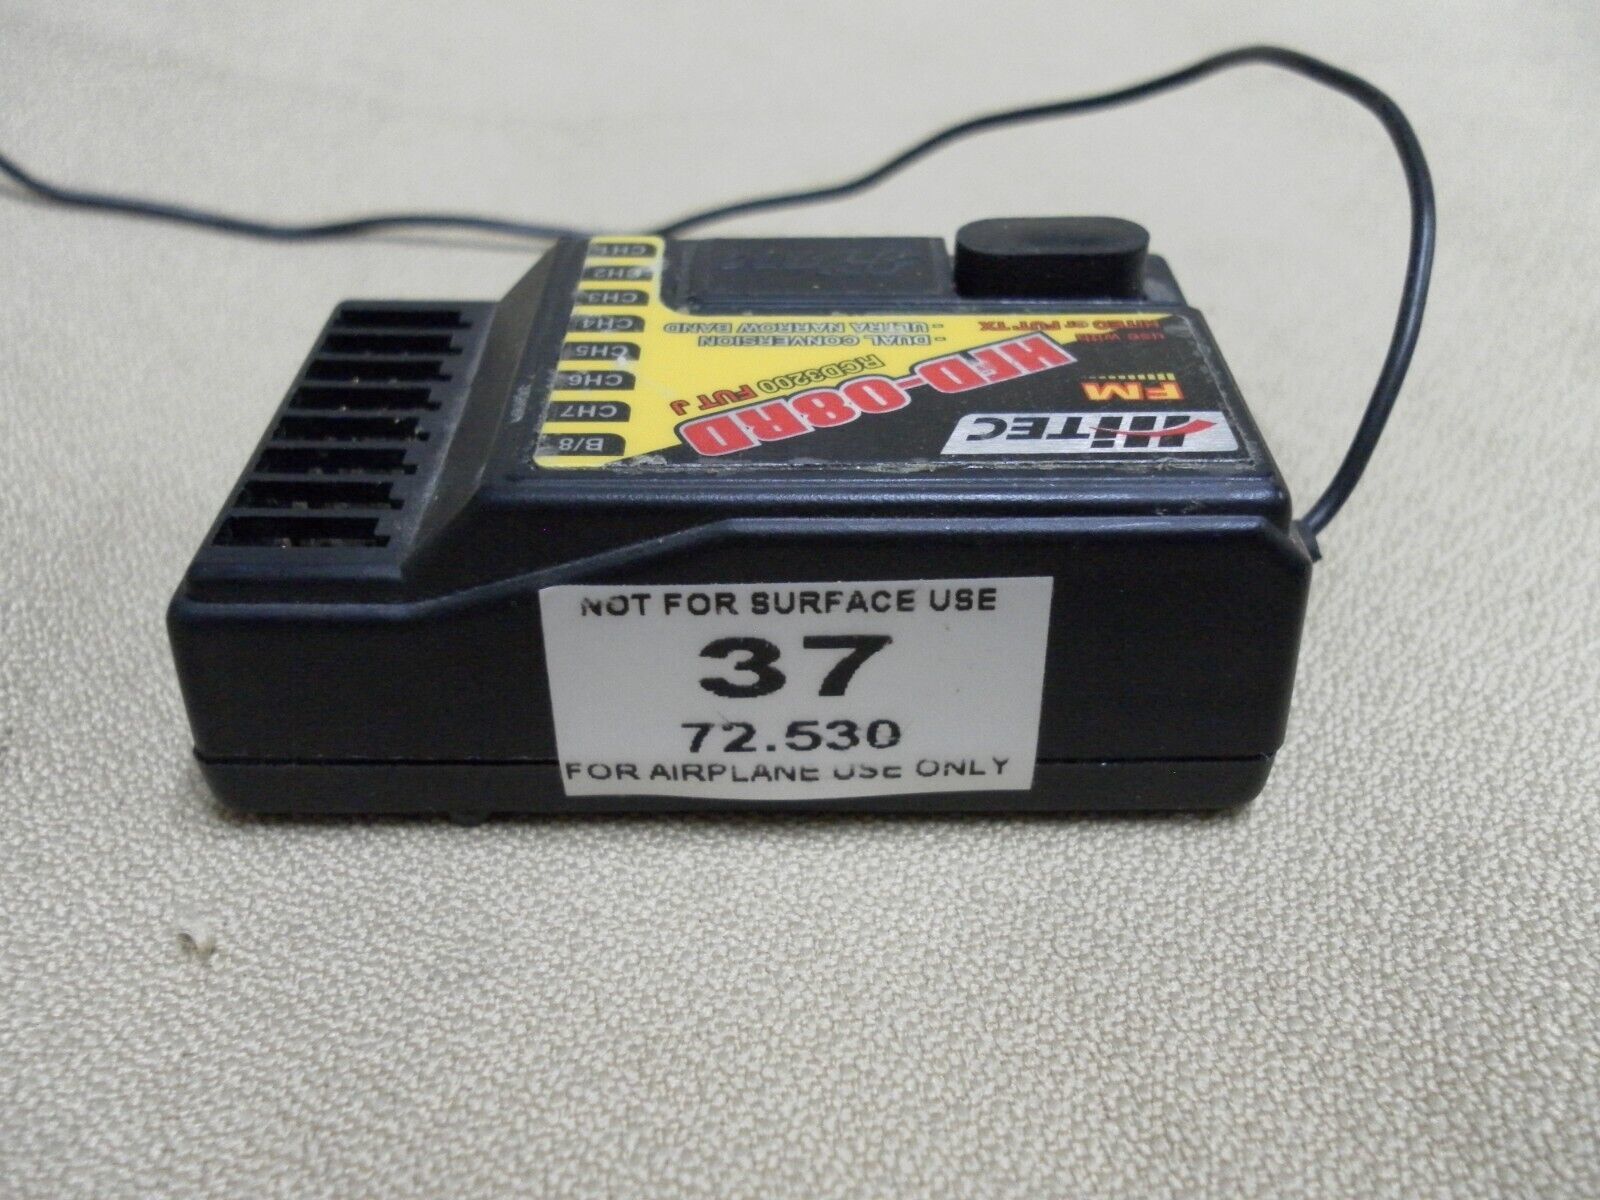 HiTEC
FM
use with
HITEC or FUT TX
HFD-08RD
RCD3200 FUT J
- DUAL CONVERSION
- ULTRA NARROW BAND
CH1
CH2
CH3
CH4
CH5
CH6
CH7
B/8
NOT FOR SURFACE USE
37
72.530
FOR AIRPLANE USE ONLY